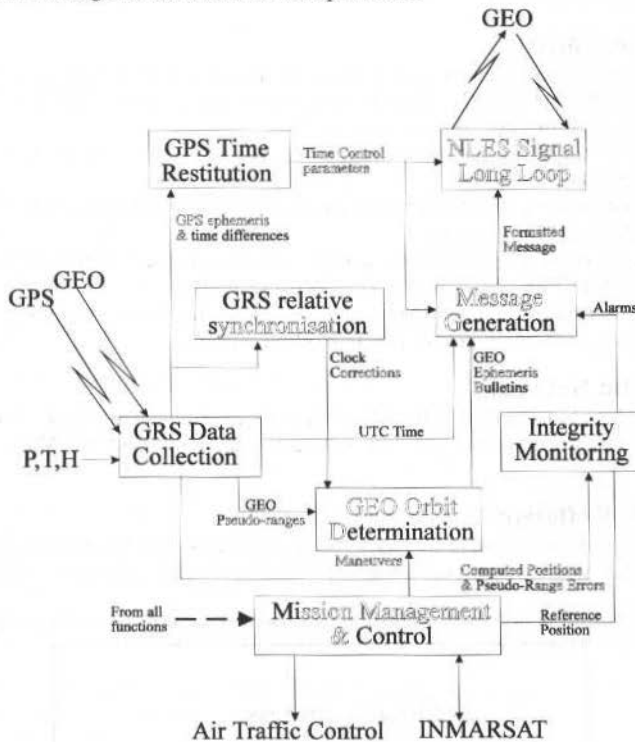 GEO
GPS Time
Restitution
Time Control
parameters
NLES Signal
Long Loop
GPS ephemeris
& time differences
Formatted
Message
GEO
GPS
GRS relative
synchronisation
Message
Generation
Alarms
Clock
Corrections
GEO
Ephemeris
Bulletins
GRS Data
Collection
UTC Time
Integrity
Monitoring
P,T,H
GEO
Pseudo-ranges
GEO Orbit
Determination
Maneuvers
Computed Positions
& Pseudo-Range Errors
From all
functions
Mission Management
& Control
Reference
Position
Air Traffic Control
INMARSAT